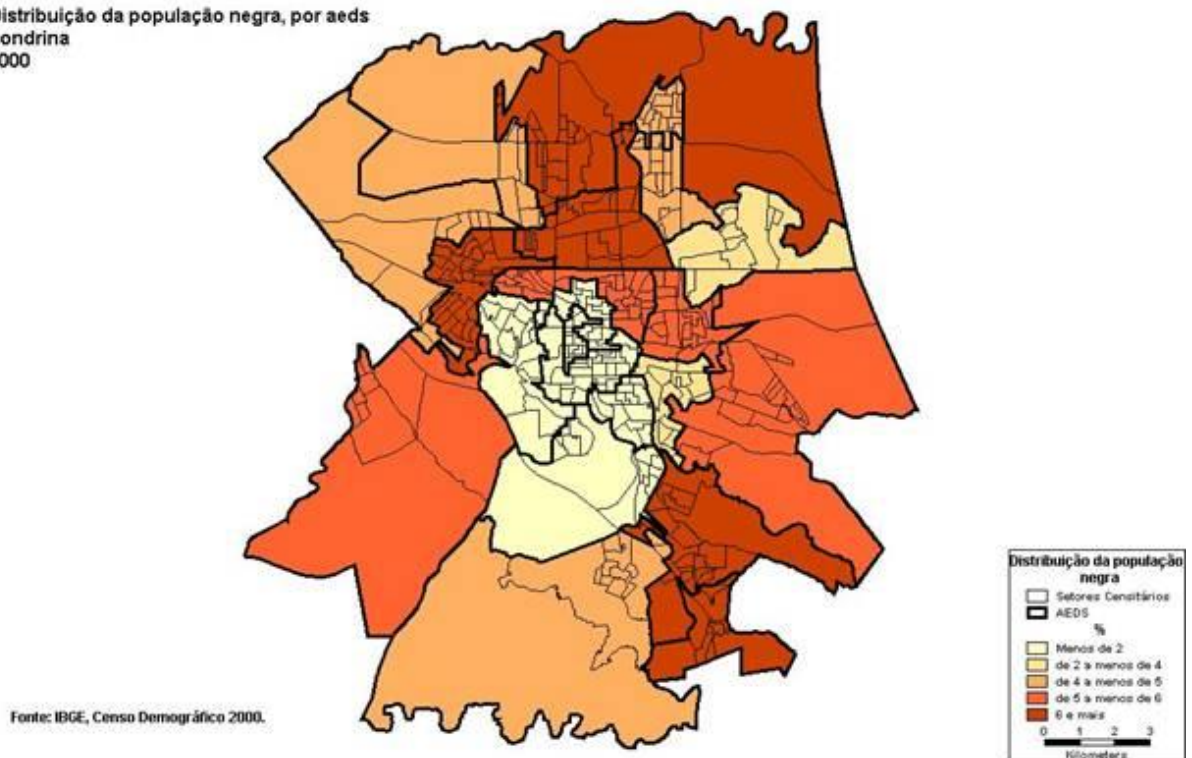 istribuição da população negra, por aeds
ondrina
000
Fonte: IBGE, Censo Demográfico 2000.
Distribuição da população
negra
Setores Censitários
AEDS
%
Menos de 2
de 2 a menos de 4
de 4 a menos de 5
de 5 a menos de 6
6 e mais
0 1 2 3
Kilometers